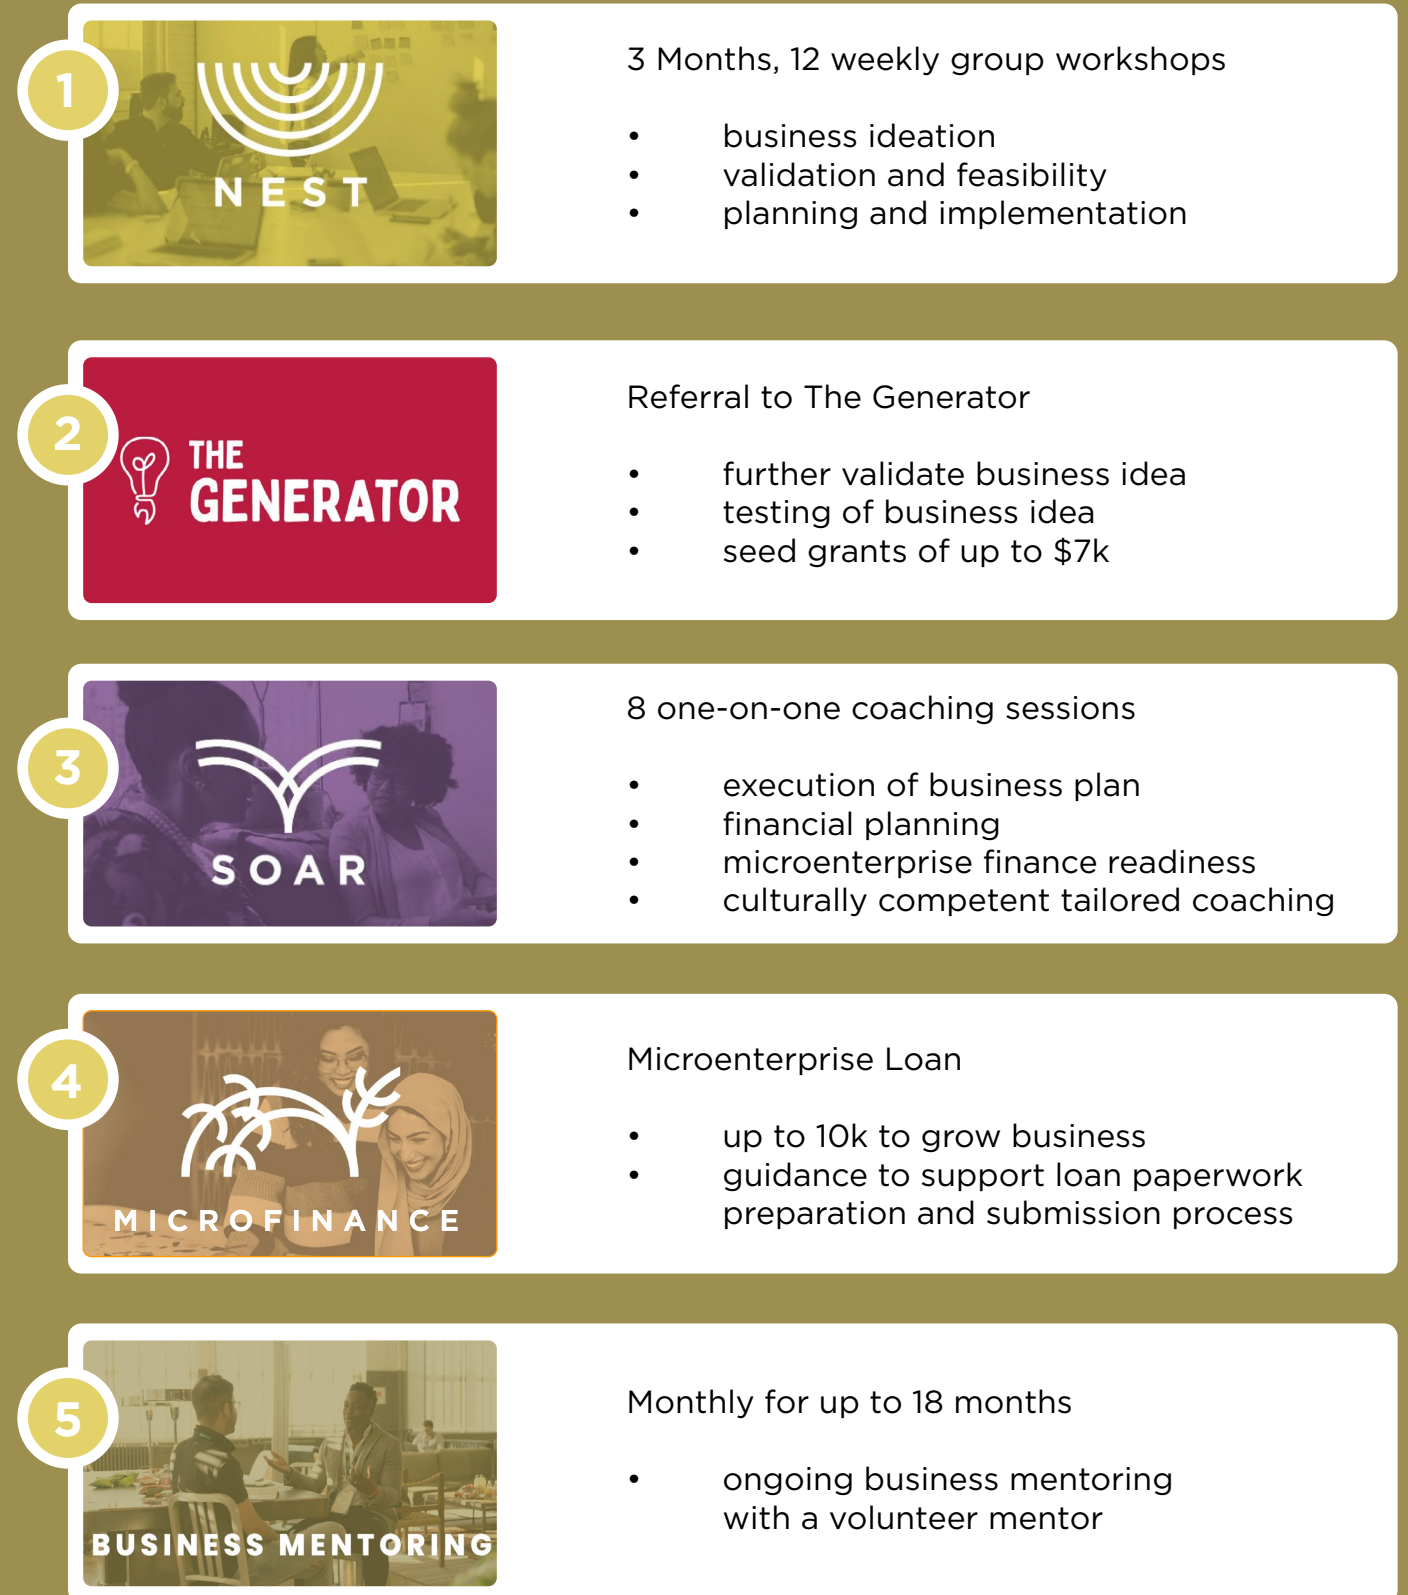 1
NEST
3 Months, 12 weekly group workshops
• business ideation
• validation and feasibility
• planning and implementation
2
THE
GENERATOR
Referral to The Generator
• further validate business idea
• testing of business idea
• seed grants of up to $7k
3
SOAR
8 one-on-one coaching sessions
• execution of business plan
• financial planning
• microenterprise finance readiness
• culturally competent tailored coaching
4
MICROFINANCE
Microenterprise Loan
• up to 10k to grow business
• guidance to support loan paperwork
preparation and submission process
5
BUSINESS MENTORING
Monthly for up to 18 months
• ongoing business mentoring
with a volunteer mentor